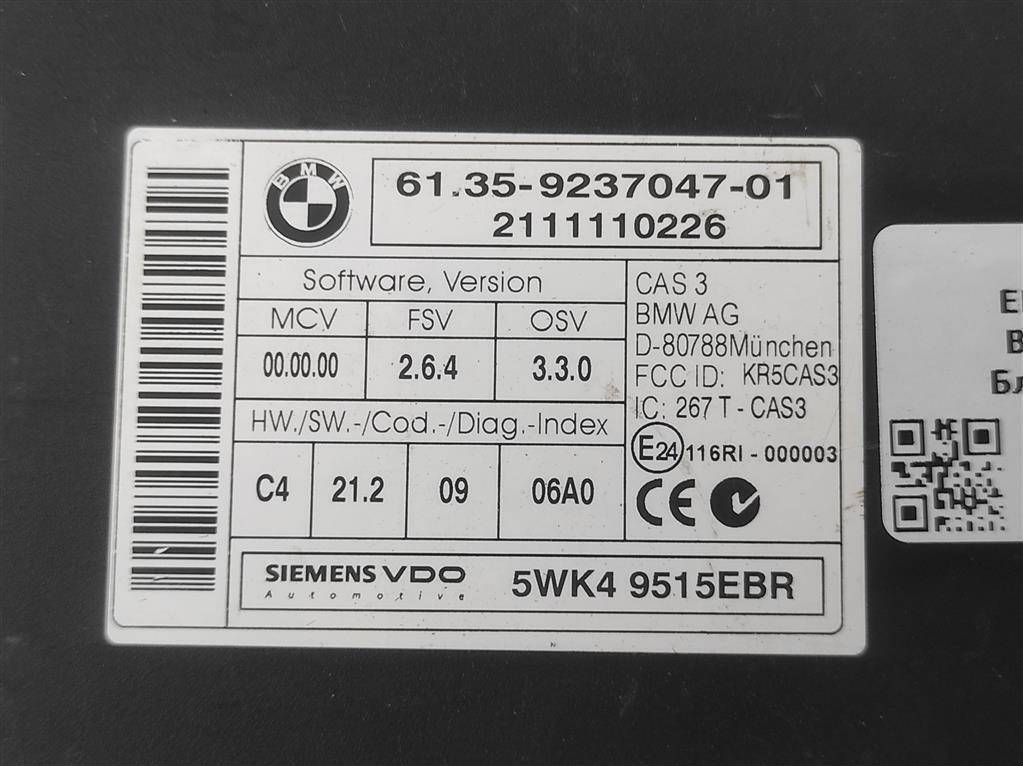 BMW
61.35-9237047-01
2111110226
Software, Version
MCV FSV OSV
00.00.00 2.6.4 3.3.0
HW./SW.-/Cod.-/Diag.-Index
C4 21.2 09 06A0
CAS 3
BMW AG
D-80788München
FCC ID: KR5CAS3
IC: 267 T - CAS3
E24 116RI - 000003
CE
SIEMENS VDO
Automotive
5WK4 9515EBR